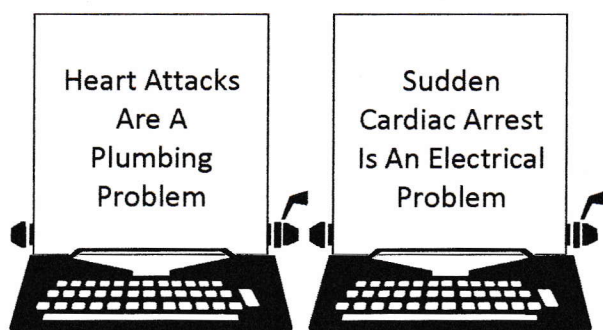 Heart Attacks
Are A
Plumbing
Problem
Sudden
Cardiac Arrest
Is An Electrical
Problem